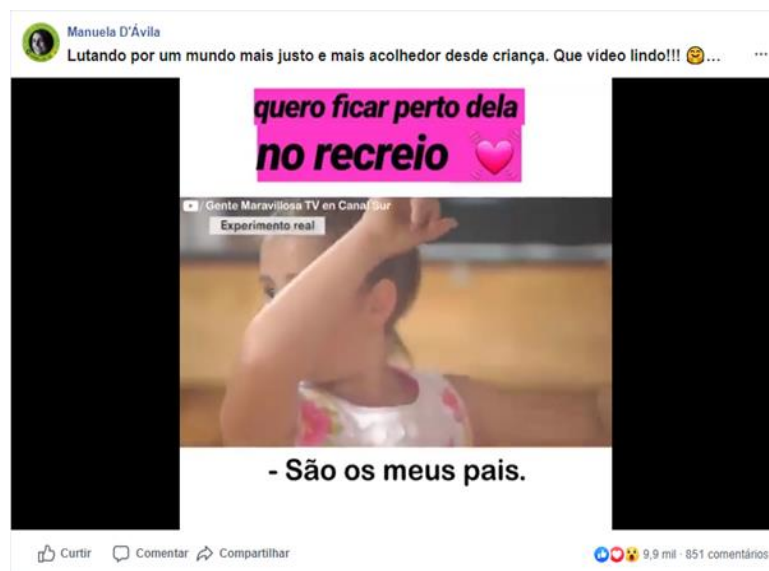 Manuela D'Ávila
Lutando por um mundo mais justo e mais acolhedor desde criança. Que vídeo lindo!!! 🤗...
quero ficar perto dela
no recreio 💓
/ Gente Maravillosa TV en Canal Sur
Experimento real
- São os meus pais.
Curtir Comentar Compartilhar 9,9 mil · 851 comentários